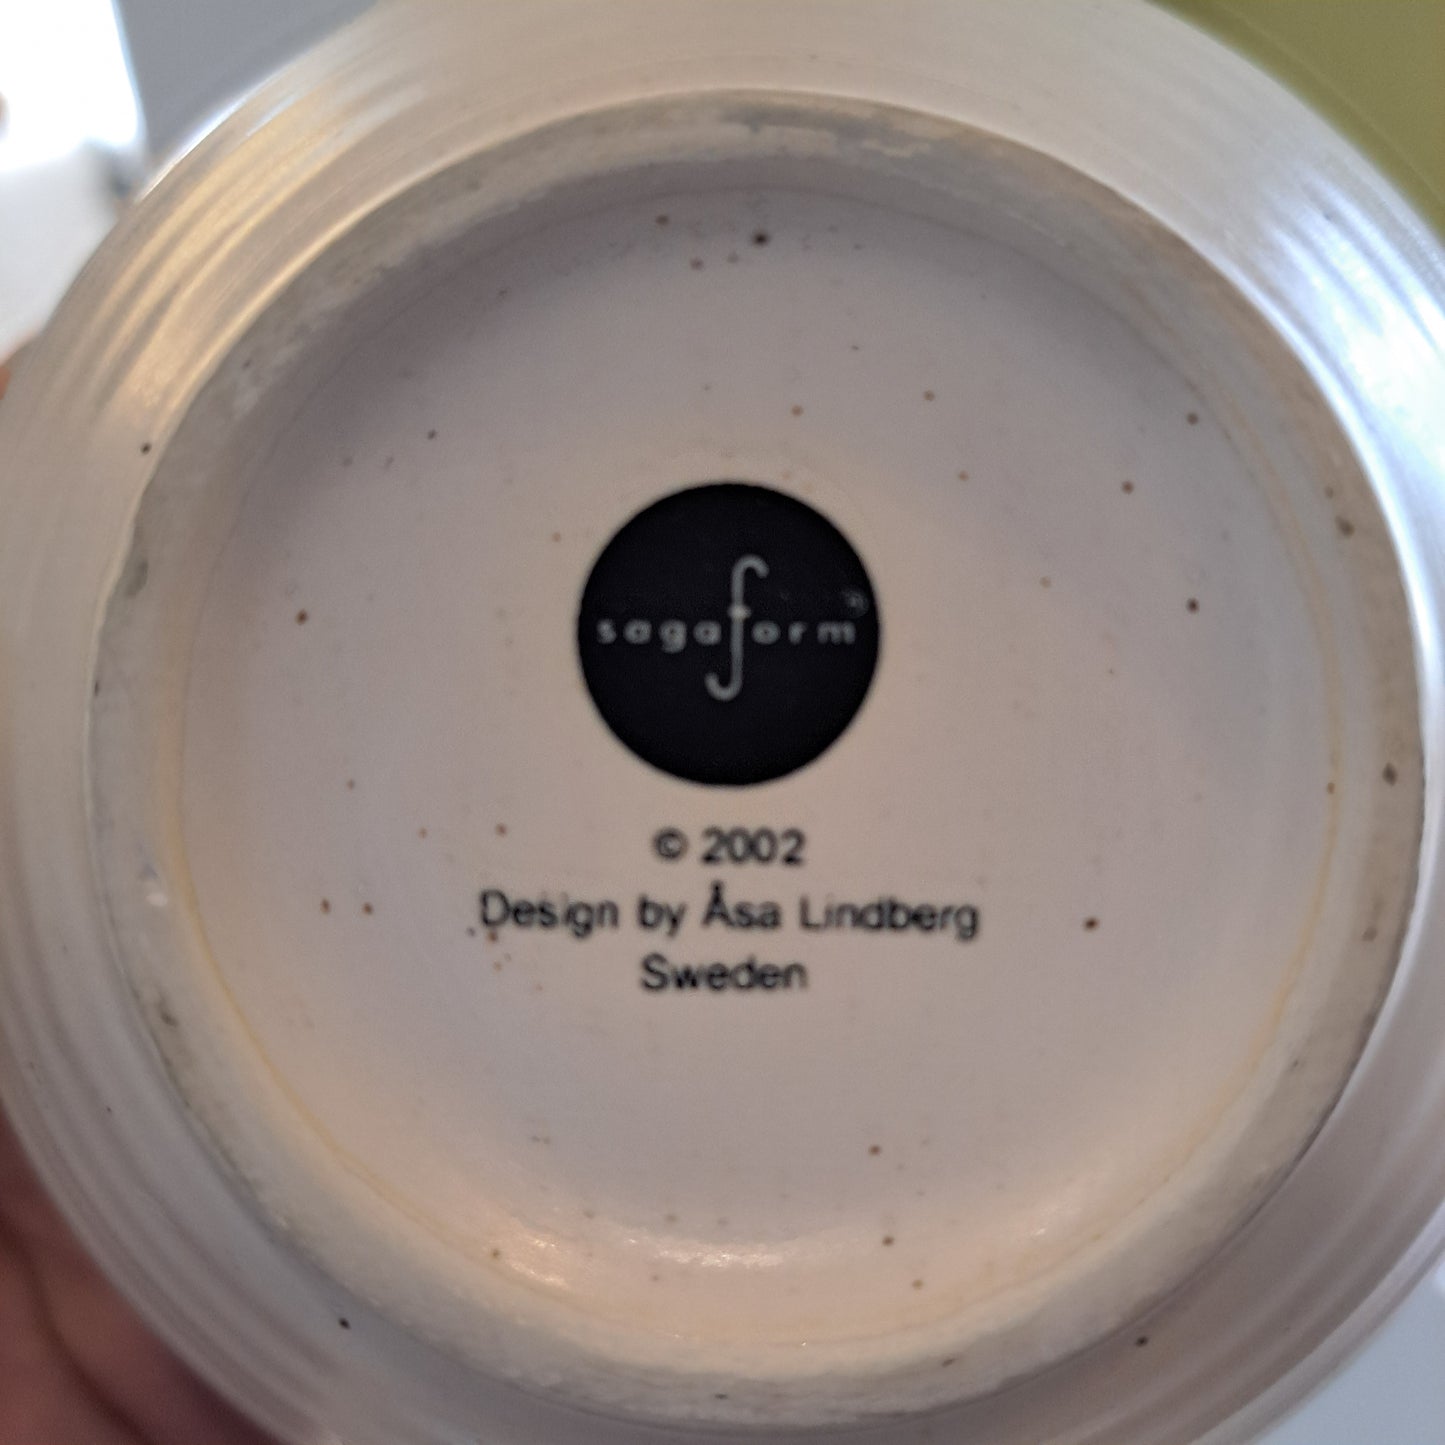 sagaform®
© 2002
Design by Åsa Lindberg
Sweden